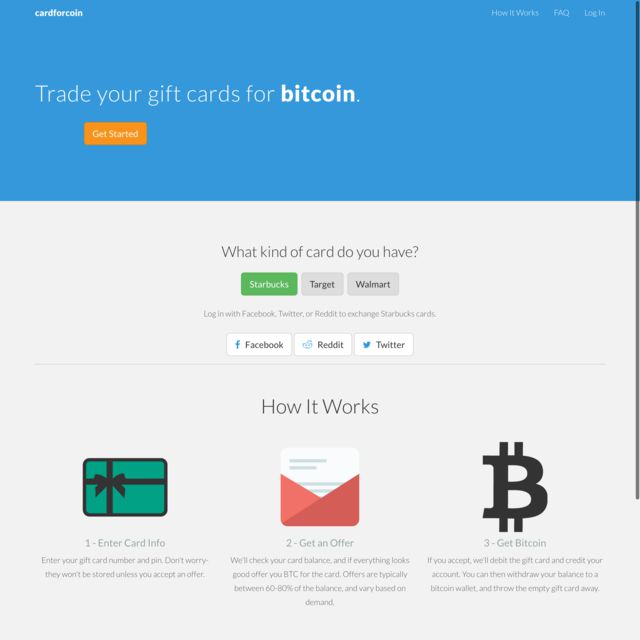 cardforcoin
How It Works FAQ Log In
Trade your gift cards for bitcoin.
Get Started
What kind of card do you have?
Starbucks Target Walmart
Log in with Facebook, Twitter, or Reddit to exchange Starbucks cards.
Facebook Reddit Twitter
How It Works
1 - Enter Card Info
Enter your gift card number and pin. Don't worry-
they won't be stored unless you accept an offer.
2 - Get an Offer
We'll check your card balance, and if everything looks
good offer you BTC for the card. Offers are typically
between 60-80% of the balance, and vary based on
demand.
3 - Get Bitcoin
If you accept, we'll debit the gift card and credit your
account. You can then withdraw your balance to a
bitcoin wallet, and throw the empty gift card away.